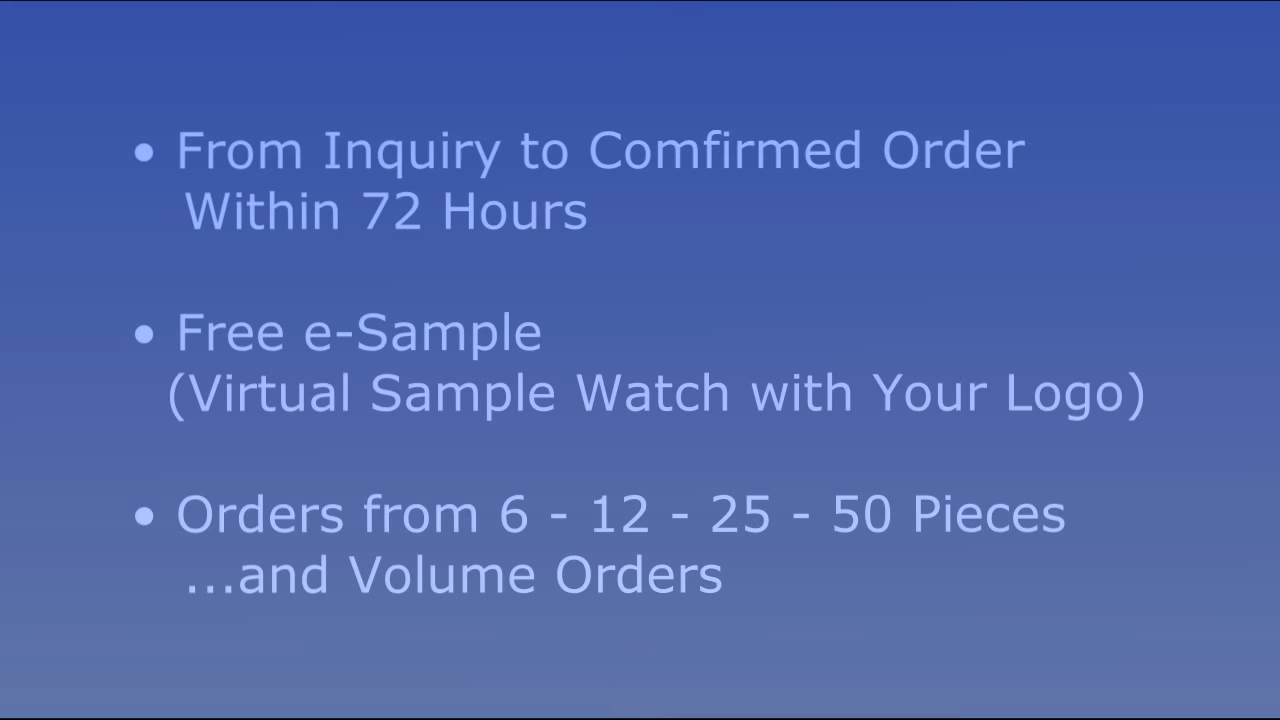 • From Inquiry to Comfirmed Order
Within 72 Hours
• Free e-Sample
(Virtual Sample Watch with Your Logo)
• Orders from 6 - 12 - 25 - 50 Pieces
...and Volume Orders